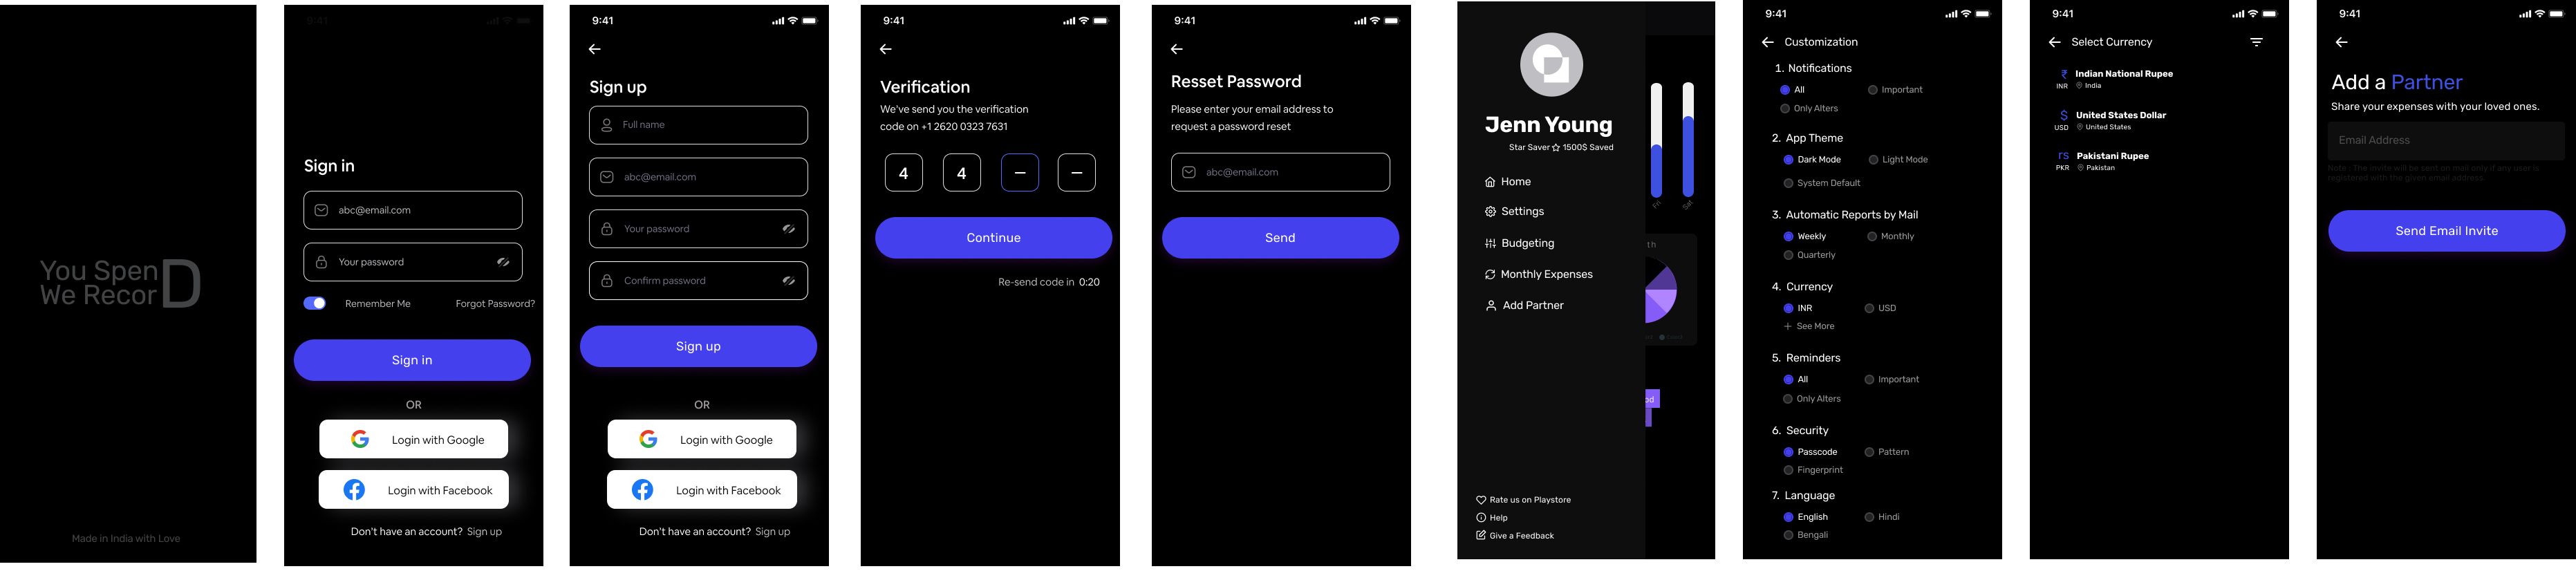 You Spen
We RecorD
Made in India with Love
9:41
Sign in
abc@email.com
Your password
Remember Me
Forgot Password?
Sign in
OR
Login with Google
Login with Facebook
Don't have an account? Sign up
9:41
Sign up
Full name
abc@email.com
Your password
Confirm password
Sign up
OR
Login with Google
Login with Facebook
Don't have an account? Sign up
9:41
Verification
We've send you the verification
code on +1 2620 0323 7631
4 4 – –
Continue
Re-send code in 0:20
9:41
Resset Password
Please enter your email address to
request a password reset
abc@email.com
Send
Jenn Young
Star Saver 1500$ Saved
Home
Settings
Budgeting
Monthly Expenses
Add Partner
Rate us on Playstore
Help
Give a Feedback
Fri Sat
th
od
9:41
Customization
1. Notifications
All Important
Only Alters
2. App Theme
Dark Mode Light Mode
System Default
3. Automatic Reports by Mail
Weekly Monthly
Quarterly
4. Currency
INR USD
+ See More
5. Reminders
All Important
Only Alters
6. Security
Passcode Pattern
Fingerprint
7. Language
English Hindi
Bengali
9:41
Select Currency
₹ Indian National Rupee
INR India
$ United States Dollar
USD United States
rs Pakistani Rupee
PKR Pakistan
9:41
Add a Partner
Share your expenses with your loved ones.
Email Address
Note : The invite will be sent on mail only if any user is
registered with the given email address.
Send Email Invite